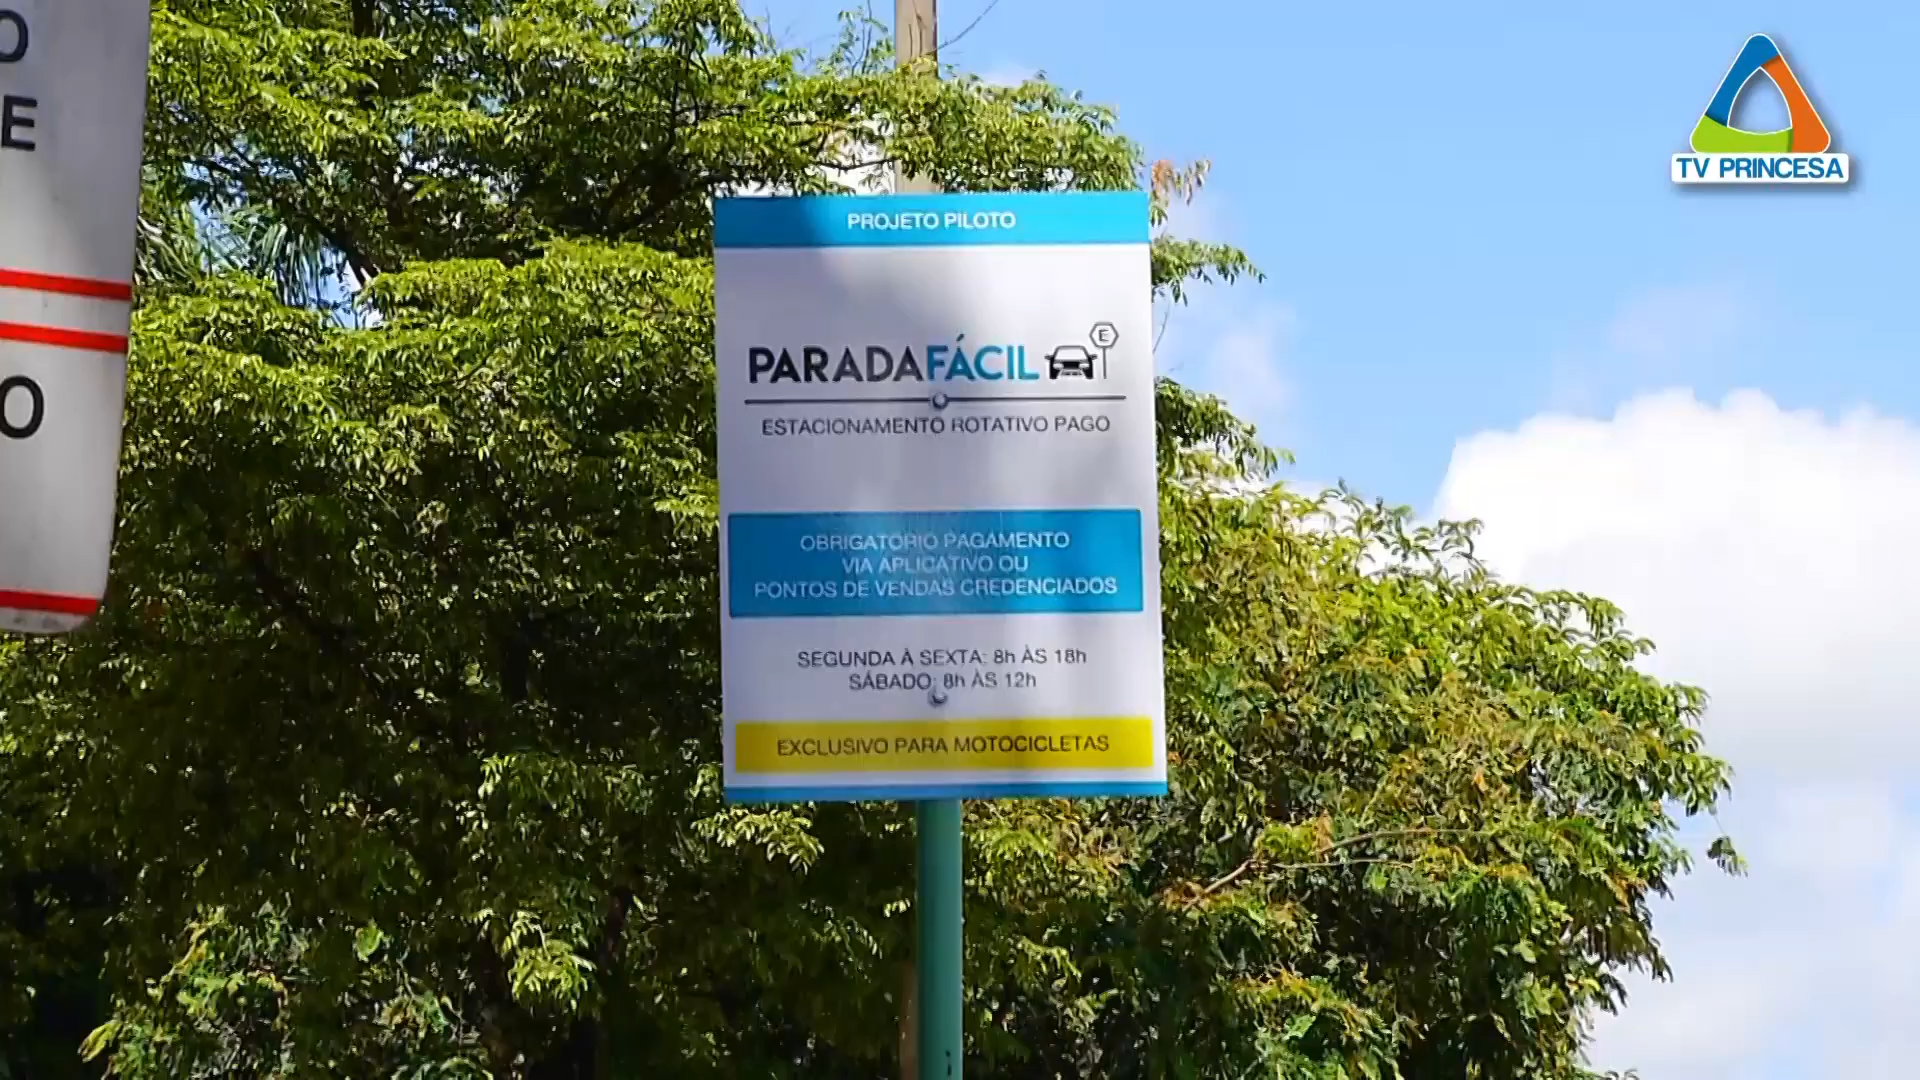 O
E
O
TV PRINCESA
PROJETO PILOTO
PARADAFÁCIL
E
ESTACIONAMENTO ROTATIVO PAGO
OBRIGATÓRIO PAGAMENTO
VIA APLICATIVO OU
PONTOS DE VENDAS CREDENCIADOS
SEGUNDA À SEXTA: 8h ÀS 18h
SÁBADO: 8h ÀS 12h
EXCLUSIVO PARA MOTOCICLETAS